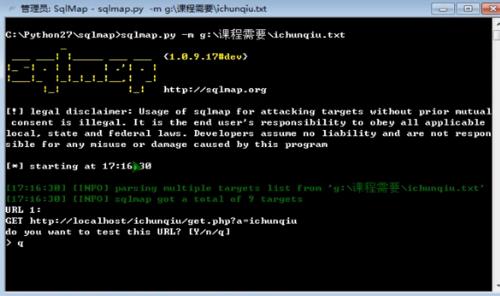 管理员: SqlMap - sqlmap.py  -m g:\课程需要\ichunqiu.txt
C:\Python27\sqlmap>sqlmap.py -m g:\课程需要\ichunqiu.txt
{1.0.9.17#dev}
http://sqlmap.org
[!] legal disclaimer: Usage of sqlmap for attacking targets without prior mutual
consent is illegal. It is the end user's responsibility to obey all applicable
local, state and federal laws. Developers assume no liability and are not respon
sible for any misuse or damage caused by this program
[*] starting at 17:16:30
[17:16:30] [INFO] parsing multiple targets list from 'g:\课程需要\ichunqiu.txt'
[17:16:30] [INFO] sqlmap got a total of 9 targets
URL 1:
GET http://localhost/ichunqiu/get.php?a=ichunqiu
do you want to test this URL? [Y/n/q]
> q